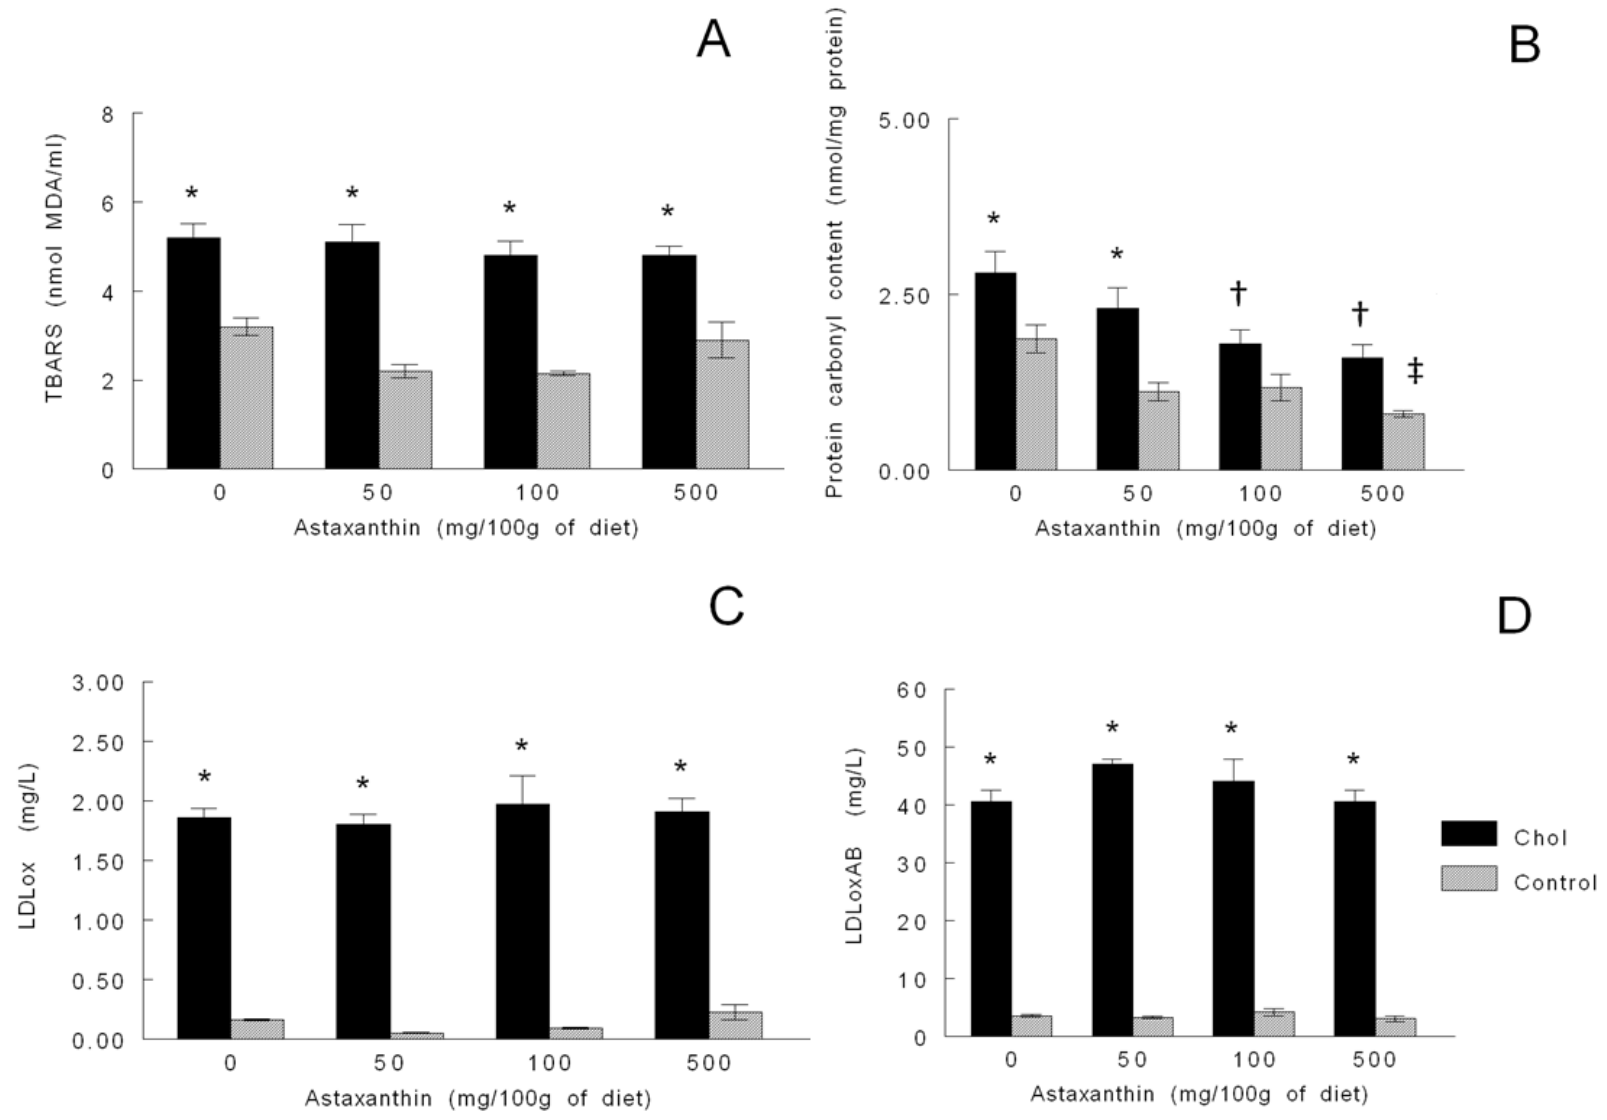 A
TBARS (nmol MDA/ml)
8
6
4
2
0
* * * *
0 50 100 500
Astaxanthin (mg/100g of diet)
B
Protein carbonyl content (nmol/mg protein)
5.00
2.50
0.00
* * † † ‡
0 50 100 500
Astaxanthin (mg/100g of diet)
C
LDLox (mg/L)
3.00
2.50
2.00
1.50
1.00
0.50
0.00
* * * *
0 50 100 500
Astaxanthin (mg/100g of diet)
D
LDLoxAB (mg/L)
60
50
40
30
20
10
0
* * * *
0 50 100 500
Astaxanthin (mg/100g of diet)
Chol
Control